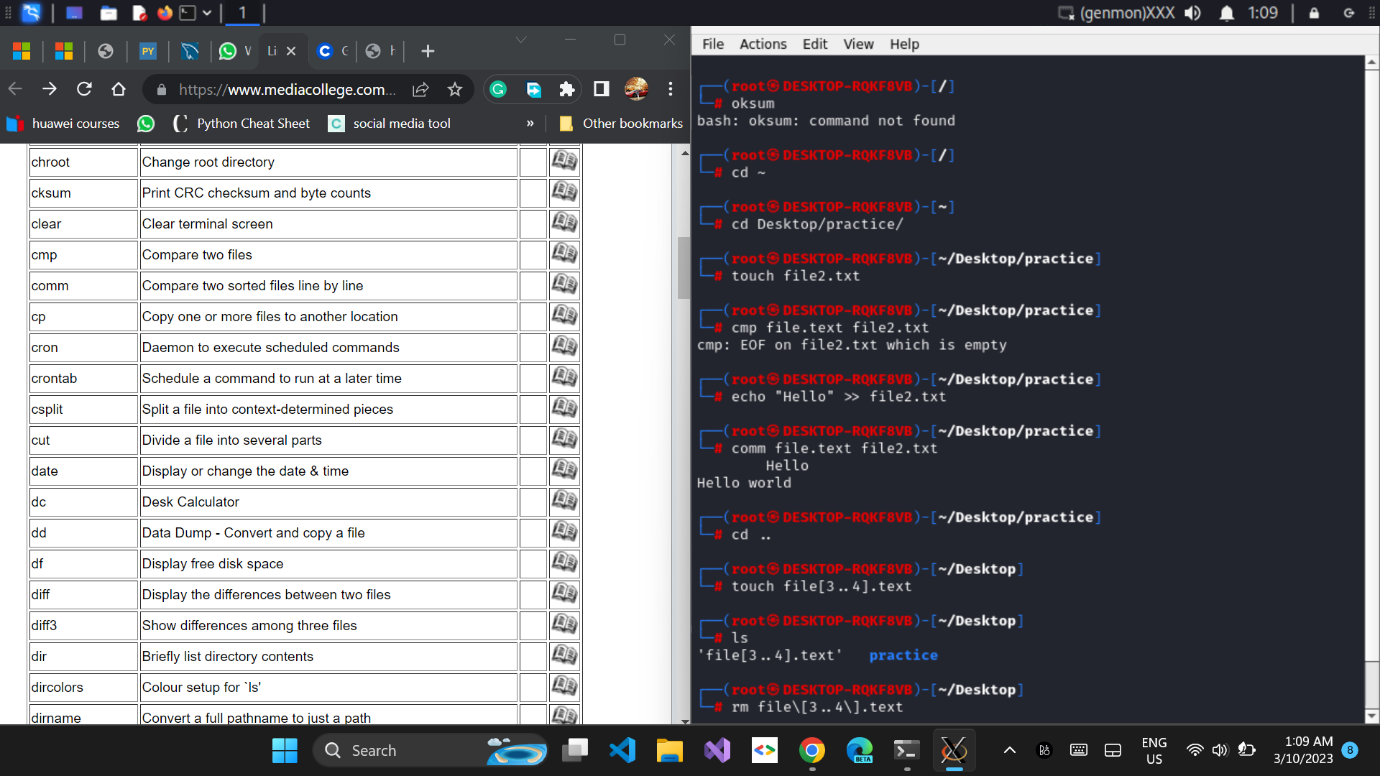 1
(genmon)XXX
1:09
PY
W
Li
C
G
H
https://www.mediacollege.com...
huawei courses
Python Cheat Sheet
C
social media tool
»
Other bookmarks
chroot Change root directory
cksum Print CRC checksum and byte counts
clear Clear terminal screen
cmp Compare two files
comm Compare two sorted files line by line
cp Copy one or more files to another location
cron Daemon to execute scheduled commands
crontab Schedule a command to run at a later time
csplit Split a file into context-determined pieces
cut Divide a file into several parts
date Display or change the date & time
dc Desk Calculator
dd Data Dump - Convert and copy a file
df Display free disk space
diff Display the differences between two files
diff3 Show differences among three files
dir Briefly list directory contents
dircolors Colour setup for `ls'
dirname Convert a full pathname to just a path
File Actions Edit View Help
┌──(root㉿DESKTOP-RQKF8VB)-[/]
└─# oksum
bash: oksum: command not found
┌──(root㉿DESKTOP-RQKF8VB)-[/]
└─# cd ~
┌──(root㉿DESKTOP-RQKF8VB)-[~]
└─# cd Desktop/practice/
┌──(root㉿DESKTOP-RQKF8VB)-[~/Desktop/practice]
└─# touch file2.txt
┌──(root㉿DESKTOP-RQKF8VB)-[~/Desktop/practice]
└─# cmp file.text file2.txt
cmp: EOF on file2.txt which is empty
┌──(root㉿DESKTOP-RQKF8VB)-[~/Desktop/practice]
└─# echo "Hello" >> file2.txt
┌──(root㉿DESKTOP-RQKF8VB)-[~/Desktop/practice]
└─# comm file.text file2.txt
Hello
Hello world
┌──(root㉿DESKTOP-RQKF8VB)-[~/Desktop/practice]
└─# cd ..
┌──(root㉿DESKTOP-RQKF8VB)-[~/Desktop]
└─# touch file[3..4].text
┌──(root㉿DESKTOP-RQKF8VB)-[~/Desktop]
└─# ls
'file[3..4].text' practice
┌──(root㉿DESKTOP-RQKF8VB)-[~/Desktop]
└─# rm file\[3..4\].text
Search
BETA
ENG
US
1:09 AM
3/10/2023
8